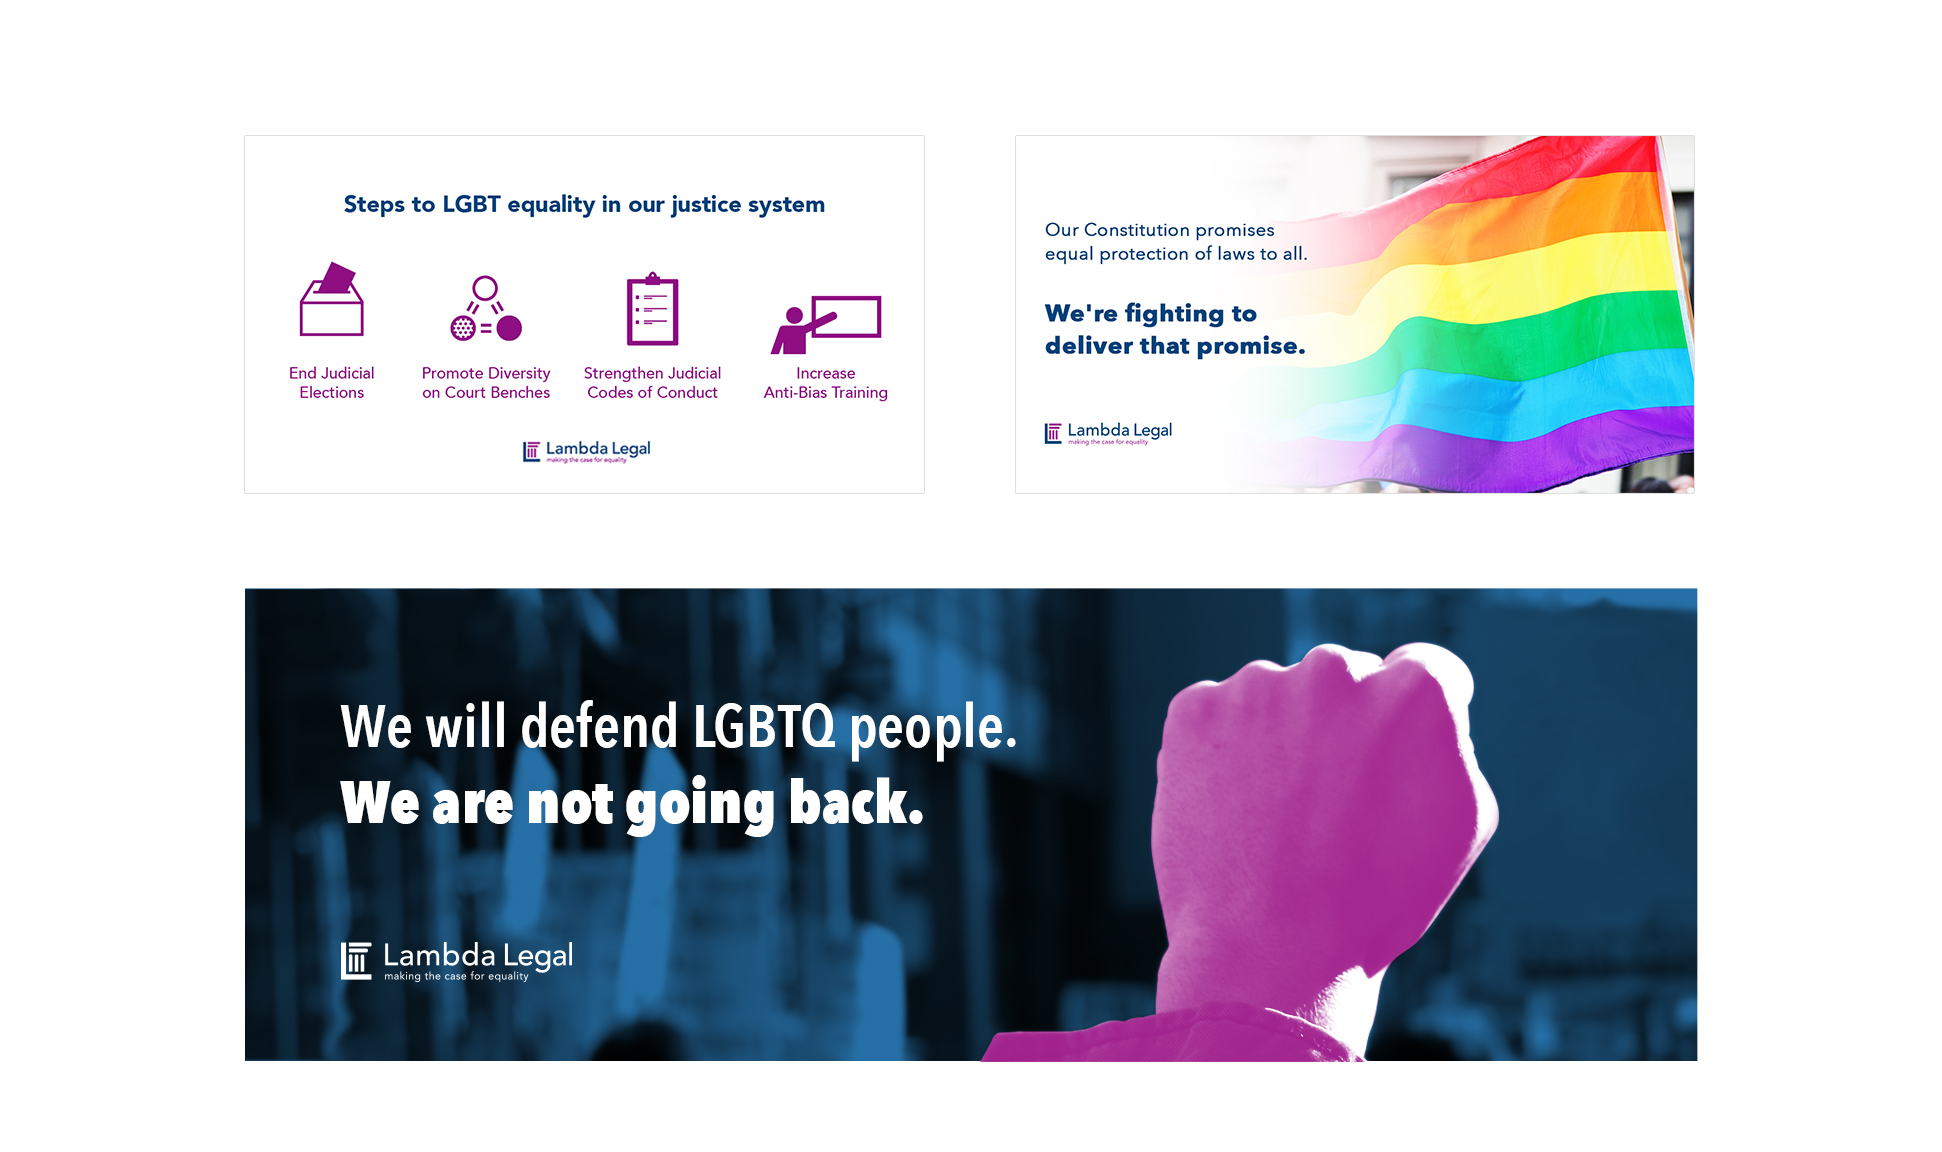 Steps to LGBT equality in our justice system
End Judicial
Elections
Promote Diversity
on Court Benches
Strengthen Judicial
Codes of Conduct
Increase
Anti-Bias Training
Lambda Legal
making the case for equality
Our Constitution promises
equal protection of laws to all.
We're fighting to
deliver that promise.
Lambda Legal
making the case for equality
We will defend LGBTQ people.
We are not going back.
Lambda Legal
making the case for equality